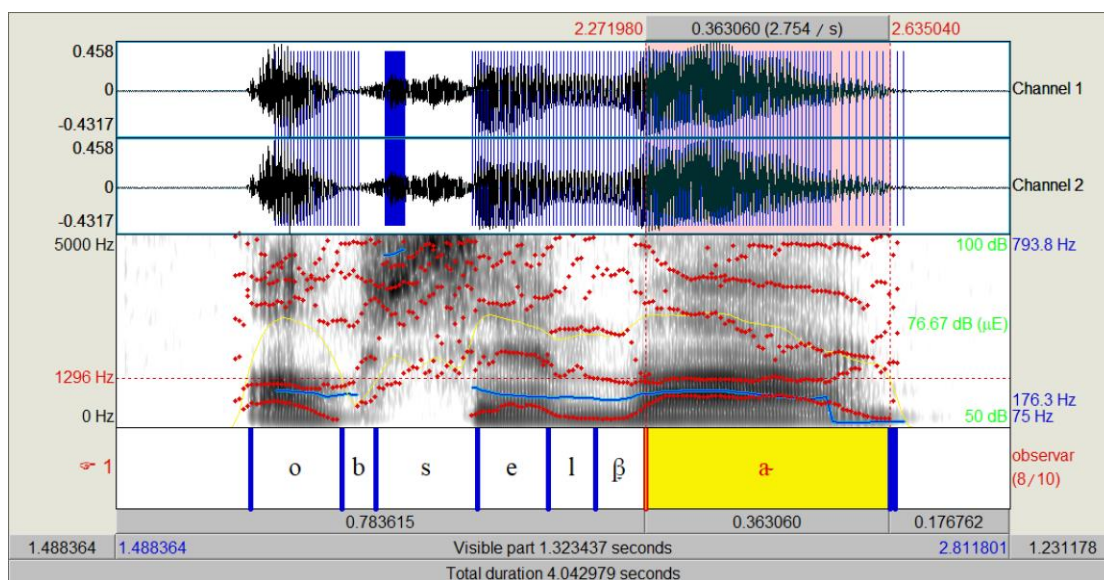 2.271980 0.363060 (2.754 / s) 2.635040
0.458
0
-0.4317
Channel 1
0.458
0
-0.4317
Channel 2
5000 Hz 100 dB 793.8 Hz
76.67 dB (µE)
1296 Hz
176.3 Hz
0 Hz 50 dB 75 Hz
☞ 1 o b s e l β̞ observar
(8/10)
0.783615 0.363060 0.176762
1.488364 1.488364 Visible part 1.323437 seconds 2.811801 1.231178
Total duration 4.042979 seconds